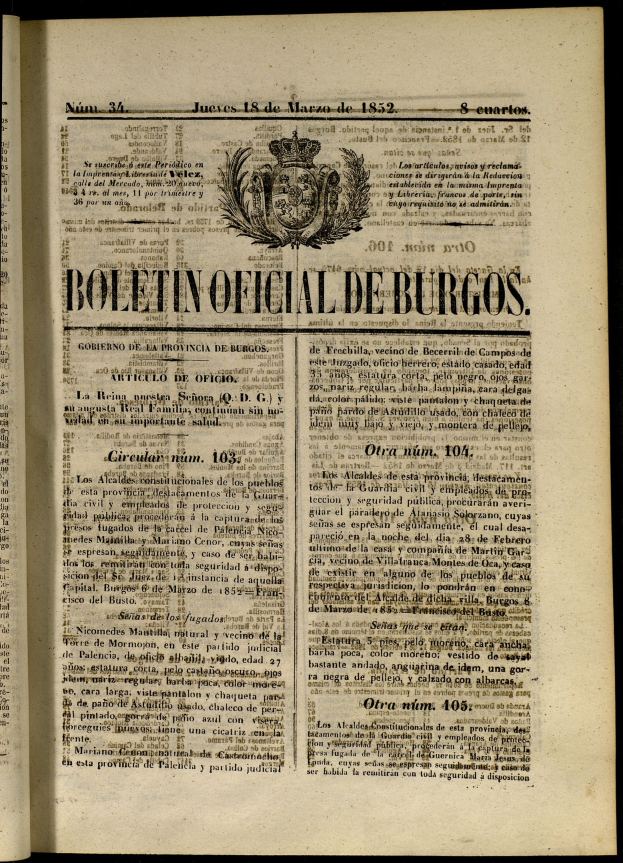 Núm. 34. Jueves 18 de Marzo de 1852. 8 cuartos.
Se suscribe á este Periódico en
la Imprenta y Librería de Velez,
calle del Mercado, núm. 20 nuevo,
á 4 rs. al mes, 11 por trimestre y
36 por un año.
Los artículos, avisos y reclama-
ciones se dirigirán á la Redaccion
establecida en la misma Imprenta
y Librería, francos de porte, sin
cuyo requisito no se admitirán.
BOLETIN OFICIAL DE BURGOS.
GOBIERNO DE LA PROVINCIA DE BURGOS.
ARTICULO DE OFICIO.
La Reina nuestra Señora (Q. D. G.) y
su augusta Real Familia, continúan sin no-
vedad en su importante salud.
Circular núm. 103.
Los Alcaldes constitucionales de los pueblos
de esta provincia, destacamentos de la Guar-
dia civil y empleados de proteccion y segu-
ridad pública, procederán á la captura de los
presos fugados de la carcel de Palencia Nico-
medes Mantilla y Mariano Cenor, cuyas señas
se espresan seguidamente, y caso de ser habi-
dos los remitirán con toda seguridad á dispo-
sicion del Sr. Juez de 1.ª instancia de aquella
Capital. Burgos 6 de Marzo de 1852.=Fran-
cisco del Busto.
Señas de los fugados.
Nicomedes Mantilla, natural y vecino de la
Torre de Mormojon, en este partido judicial
de Palencia, de oficio albañil, viudo, edad 27
años, estatura corta, pelo castaño oscuro, ojos
idem, nariz regular, barba poca, color more-
no, cara larga; viste pantalon y chaqueta par-
da de paño de Astudillo usado, chaleco de per-
cal pintado, gorra de paño azul con visera,
borceguies nuevos; tiene una cicatriz en la
frente.
Mariano Cenor, natural de Castromocho
en esta provincia de Palencia y partido judicial
de Frechilla, vecino de Becerril de Campos de
este Juzgado, oficio herrero, estado casado, edad
35 años, estatura corta, pelo negro, ojos gar-
zos, nariz regular, barba lampiña, cara delga-
da, color pálido; viste pantalon y chaqueta de
paño pardo de Astudillo usado, con chaleco de
idem muy bajo y viejo, y montera de pellejo.
Otra núm. 104.
Los Alcaldes de esta provincia, destacamen-
tos de la Guardia civil y empleados de pro-
teccion y seguridad pública, procurarán averi-
guar el paradero de Atanasio Solorzano, cuyas
señas se espresan seguidamente, el cual desa-
pareció en la noche del dia 28 de Febrero
último de la casa y compañía de Martin Gar-
cia, vecino de Villafranca Montes de Oca, y caso
de existir en alguno de los pueblos de su
respectiva jurisdiccion, lo pondrán en cono-
cimiento del Alcalde de dicha villa. Burgos 8
de Marzo de 1852.=Francisco del Busto.
Señas que se citan.
Estatura 5 pies, pelo moreno, cara ancha,
barba poca, color moreno; vestido de sayal
bastante andado, anguarina de idem, una gor-
ra negra de pellejo, y calzado con albarcas.
Otra núm. 105.
Los Alcaldes Constitucionales de esta provincia, des-
tacamentos de la Guardia civil y empleados de protec-
cion y seguridad pública, procederán á la captura de la
presa fugada de la carcel de Guernica María Jesus, de
cuyas señas se espresan seguidamente, y caso de
ser habida la remitirán con toda seguridad á disposicion